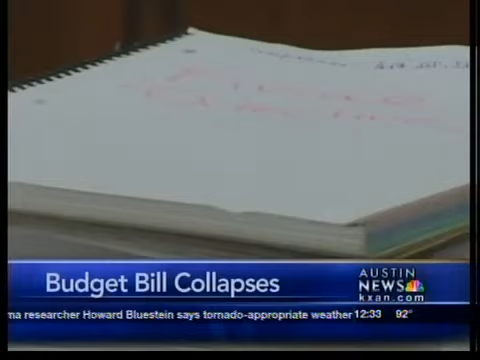 Budget Bill Collapses
AUSTIN
NEWS
kxan.com
ma researcher Howard Bluestein says tornado-appropriate weather 12:33 92°